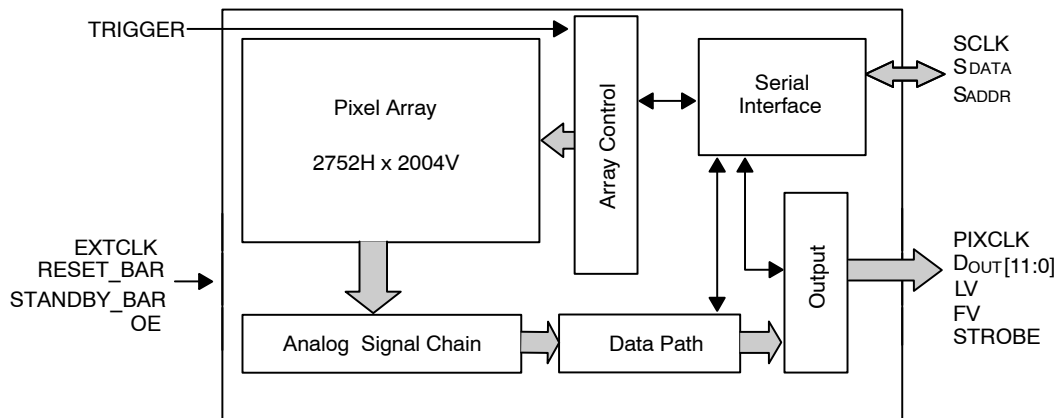 TRIGGER
Pixel Array
2752H x 2004V
Array Control
Serial
Interface
SCLK
SDATA
SADDR
EXTCLK
RESET_BAR
STANDBY_BAR
OE
Analog Signal Chain
Data Path
Output
PIXCLK
DOUT[11:0]
LV
FV
STROBE